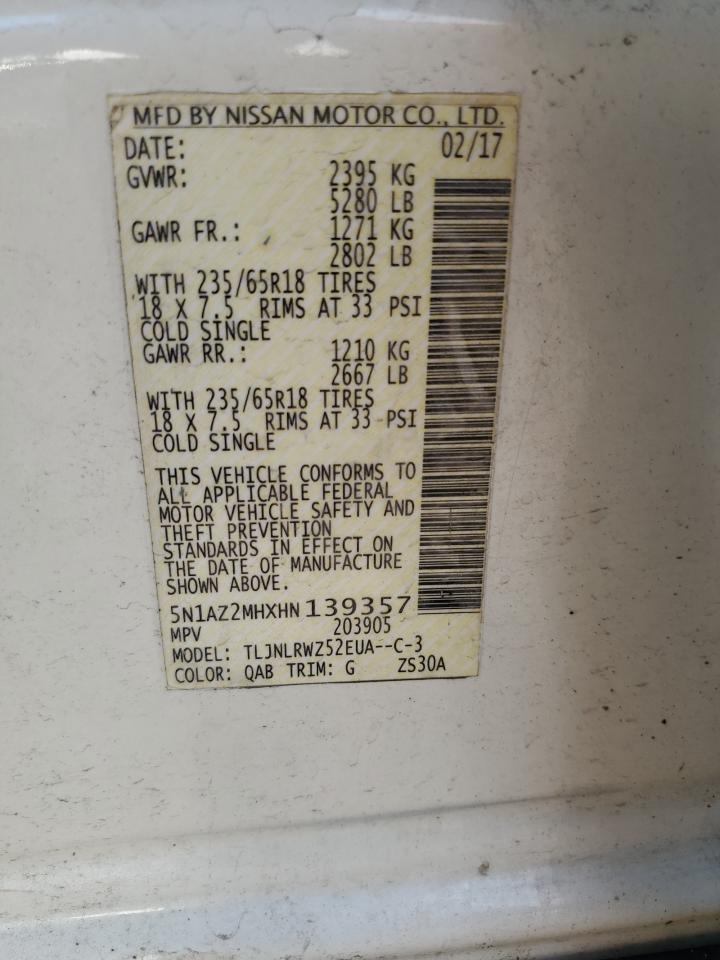 MFD BY NISSAN MOTOR CO., LTD.
DATE: 02/17
GVWR: 2395 KG
5280 LB
GAWR FR.: 1271 KG
2802 LB
WITH 235/65R18 TIRES
18 X 7.5 RIMS AT 33 PSI
COLD SINGLE
GAWR RR.: 1210 KG
2667 LB
WITH 235/65R18 TIRES
18 X 7.5 RIMS AT 33 PSI
COLD SINGLE
THIS VEHICLE CONFORMS TO
ALL APPLICABLE FEDERAL
MOTOR VEHICLE SAFETY AND
THEFT PREVENTION
STANDARDS IN EFFECT ON
THE DATE OF MANUFACTURE
SHOWN ABOVE.
5N1AZ2MHXHN139357
MPV 203905
MODEL: TLJNLRWZ52EUA--C-3
COLOR: QAB TRIM: G ZS30A